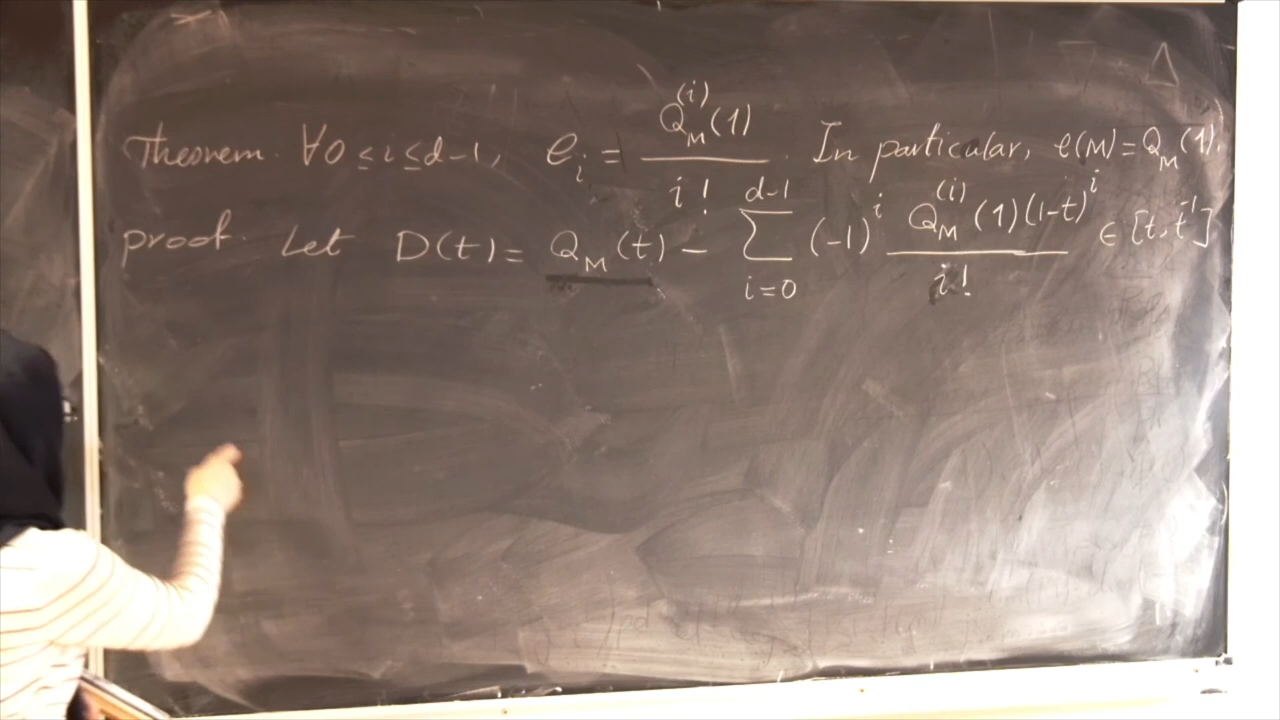 Theorem. ∀0≤i≤d-1, e_i = Q_M^{(i)}(1) / i! . In particular, e(M)=Q_M(1).
proof. Let D(t)= Q_M(t) - ∑_{i=0}^{d-1} (-1)^i Q_M^{(i)}(1)(1-t)^i / i! ∈ [t,t^{-1}]